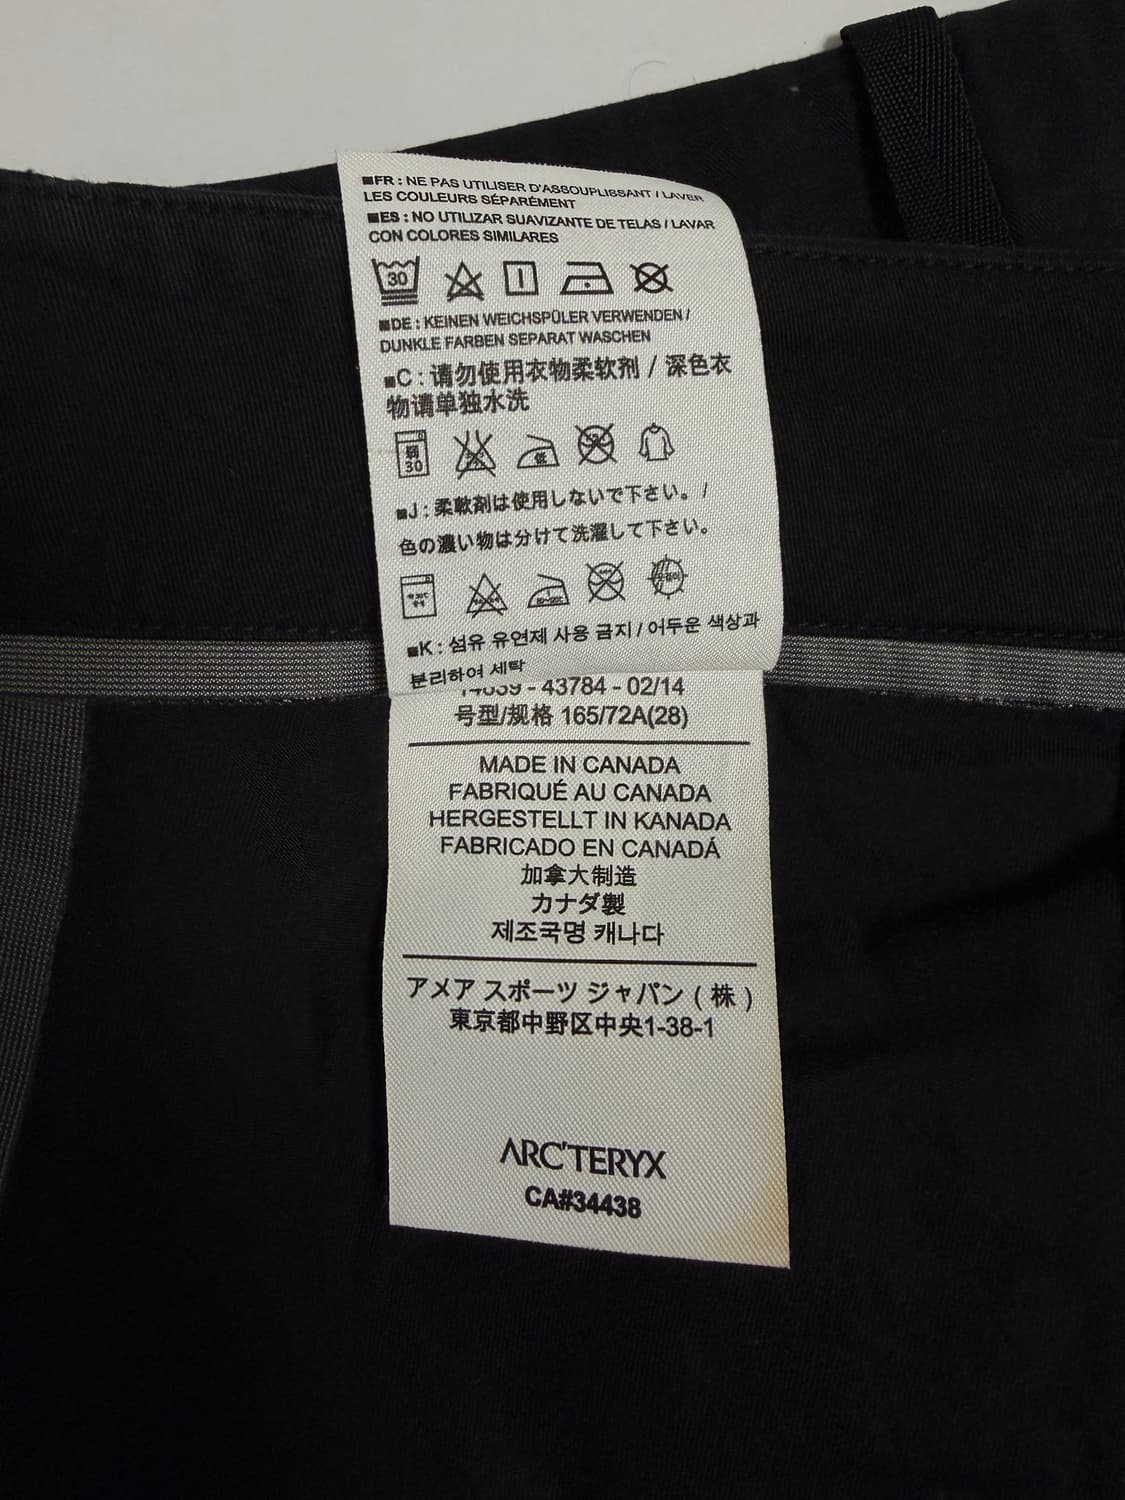 ■FR : NE PAS UTILISER D'ASSOUPLISSANT / LAVER
LES COULEURS SÉPARÉMENT
■ES : NO UTILIZAR SUAVIZANTE DE TELAS / LAVAR
CON COLORES SIMILARES
30
■DE : KEINEN WEICHSPÜLER VERWENDEN /
DUNKLE FARBEN SEPARAT WASCHEN
■C : 请勿使用衣物柔软剂 / 深色衣
物请单独水洗
弱
30
低
■J : 柔軟剤は使用しないで下さい。 /
色の濃い物は分けて洗濯して下さい。
■K : 섬유 유연제 사용 금지 / 어두운 색상과
분리하여 세탁
- 43784 - 02/14
号型/规格 165/72A(28)
MADE IN CANADA
FABRIQUÉ AU CANADA
HERGESTELLT IN KANADA
FABRICADO EN CANADÁ
加拿大制造
カナダ製
제조국명 캐나다
アメア スポーツ ジャパン ( 株 )
東京都中野区中央1-38-1
ARC'TERYX
CA#34438